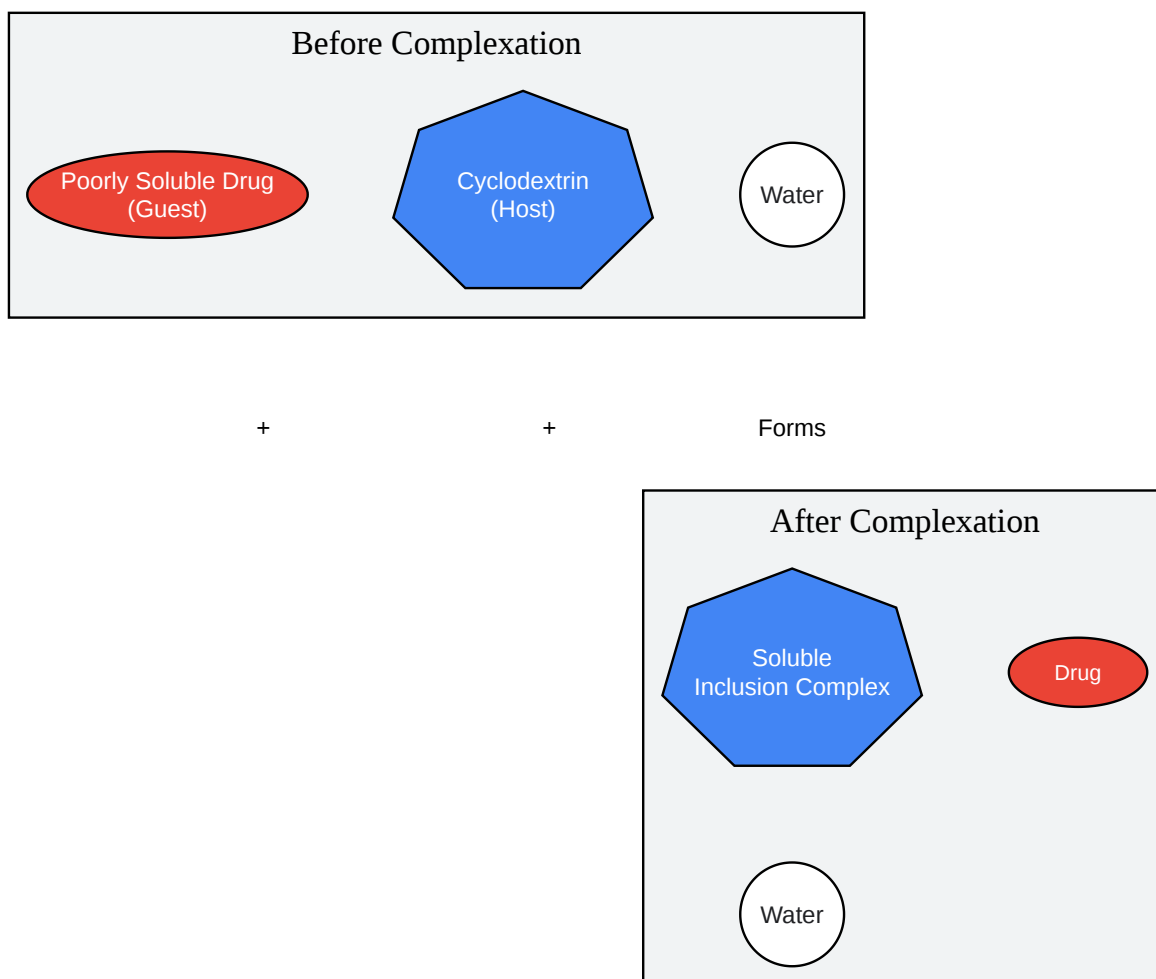 Before Complexation
Poorly Soluble Drug
(Guest)
Cyclodextrin
(Host)
Water
+
+
Forms
After Complexation
Soluble
Inclusion Complex
Drug
Water